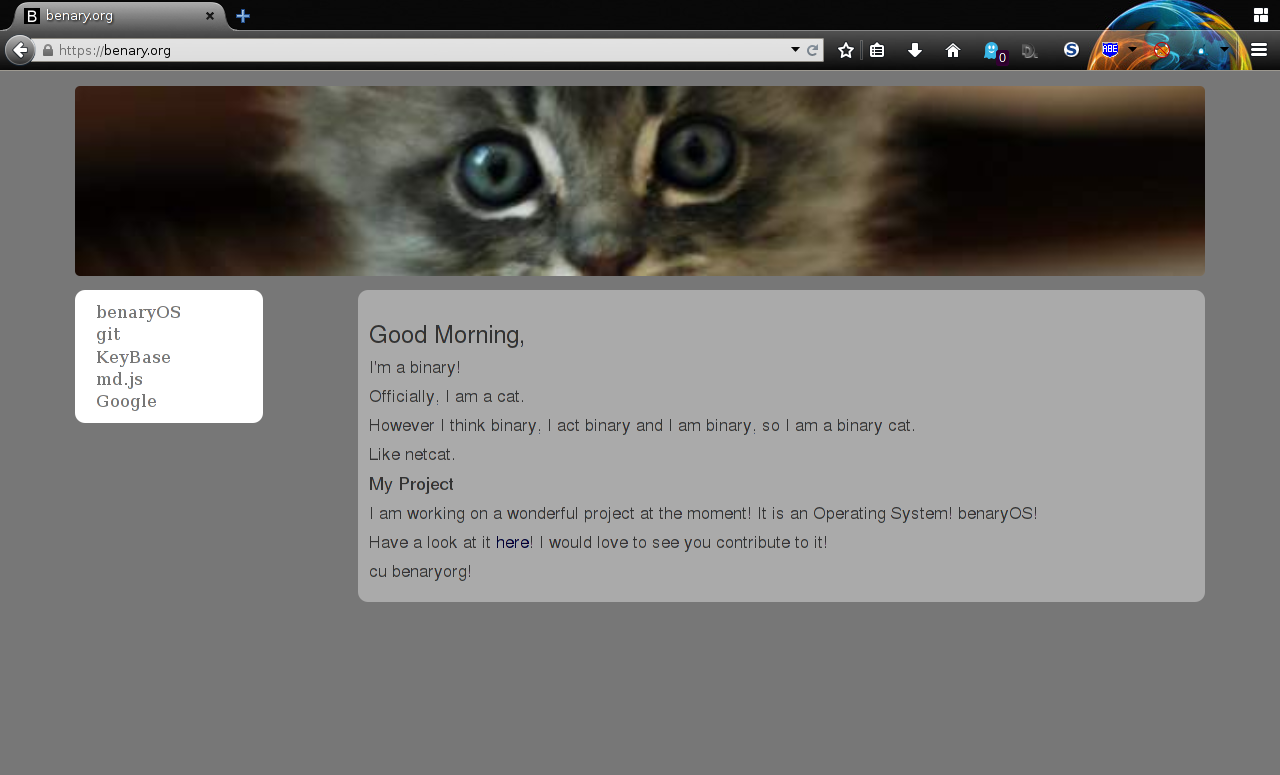 B benary.org
https://benary.org
0
S
ABE
benaryOS
git
KeyBase
md.js
Google
Good Morning,
I'm a binary!
Officially, I am a cat.
However I think binary, I act binary and I am binary, so I am a binary cat.
Like netcat.
My Project
I am working on a wonderful project at the moment! It is an Operating System! benaryOS!
Have a look at it here! I would love to see you contribute to it!
cu benaryorg!